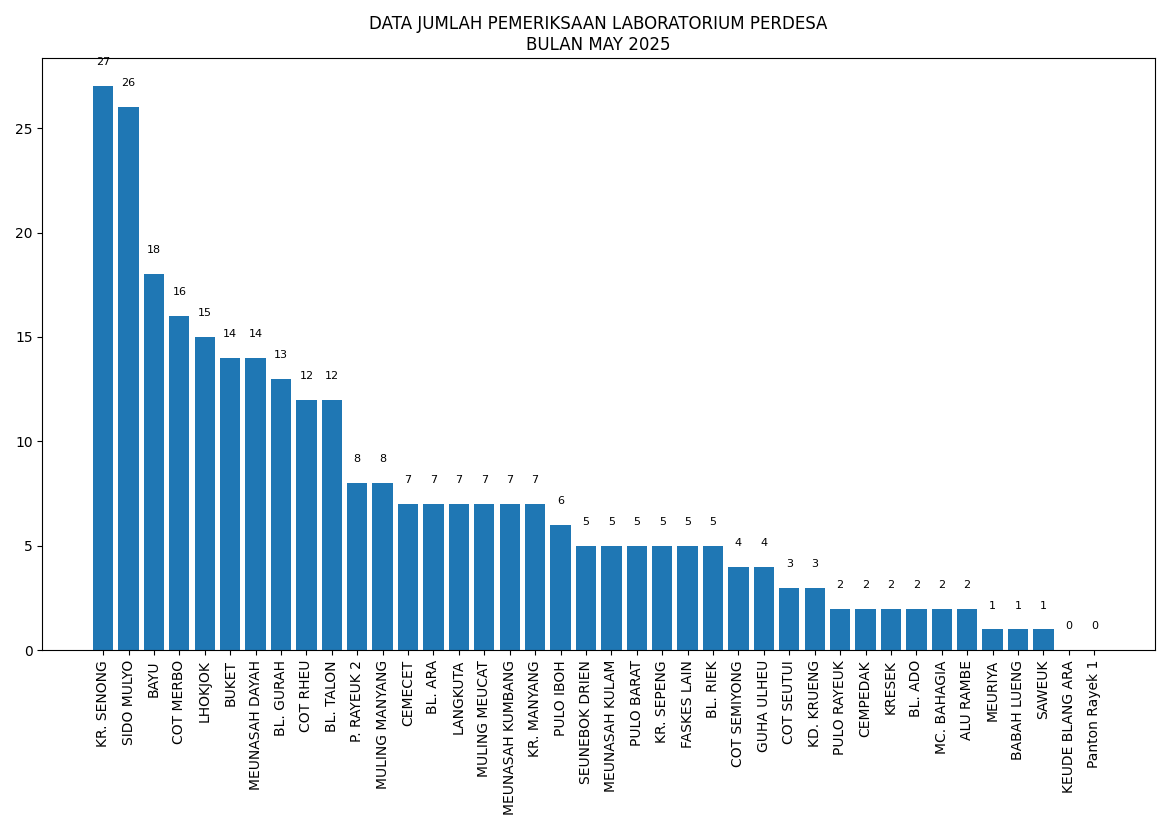 DATA JUMLAH PEMERIKSAAN LABORATORIUM PERDESA
BULAN MAY 2025
27
26
18
16
15
14
14
13
12
12
8
8
7
7
7
7
7
7
6
5
5
5
5
5
5
4
4
3
3
2
2
2
2
2
2
1
1
1
0
0
25
20
15
10
5
0
KR. SENONG
SIDO MULYO
BAYU
COT MERBO
LHOKJOK
BUKET
MEUNASAH DAYAH
BL. GURAH
COT RHEU
BL. TALON
P. RAYEUK 2
MULING MANYANG
CEMECET
BL. ARA
LANGKUTA
MULING MEUCAT
MEUNASAH KUMBANG
KR. MANYANG
PULO IBOH
SEUNEBOK DRIEN
MEUNASAH KULAM
PULO BARAT
KR. SEPENG
FASKES LAIN
BL. RIEK
COT SEMIYONG
GUHA ULHEU
COT SEUTUI
KD. KRUENG
PULO RAYEUK
CEMPEDAK
KRESEK
BL. ADO
MC. BAHAGIA
ALU RAMBE
MEURIYA
BABAH LUENG
SAWEUK
KEUDE BLANG ARA
Panton Rayek 1